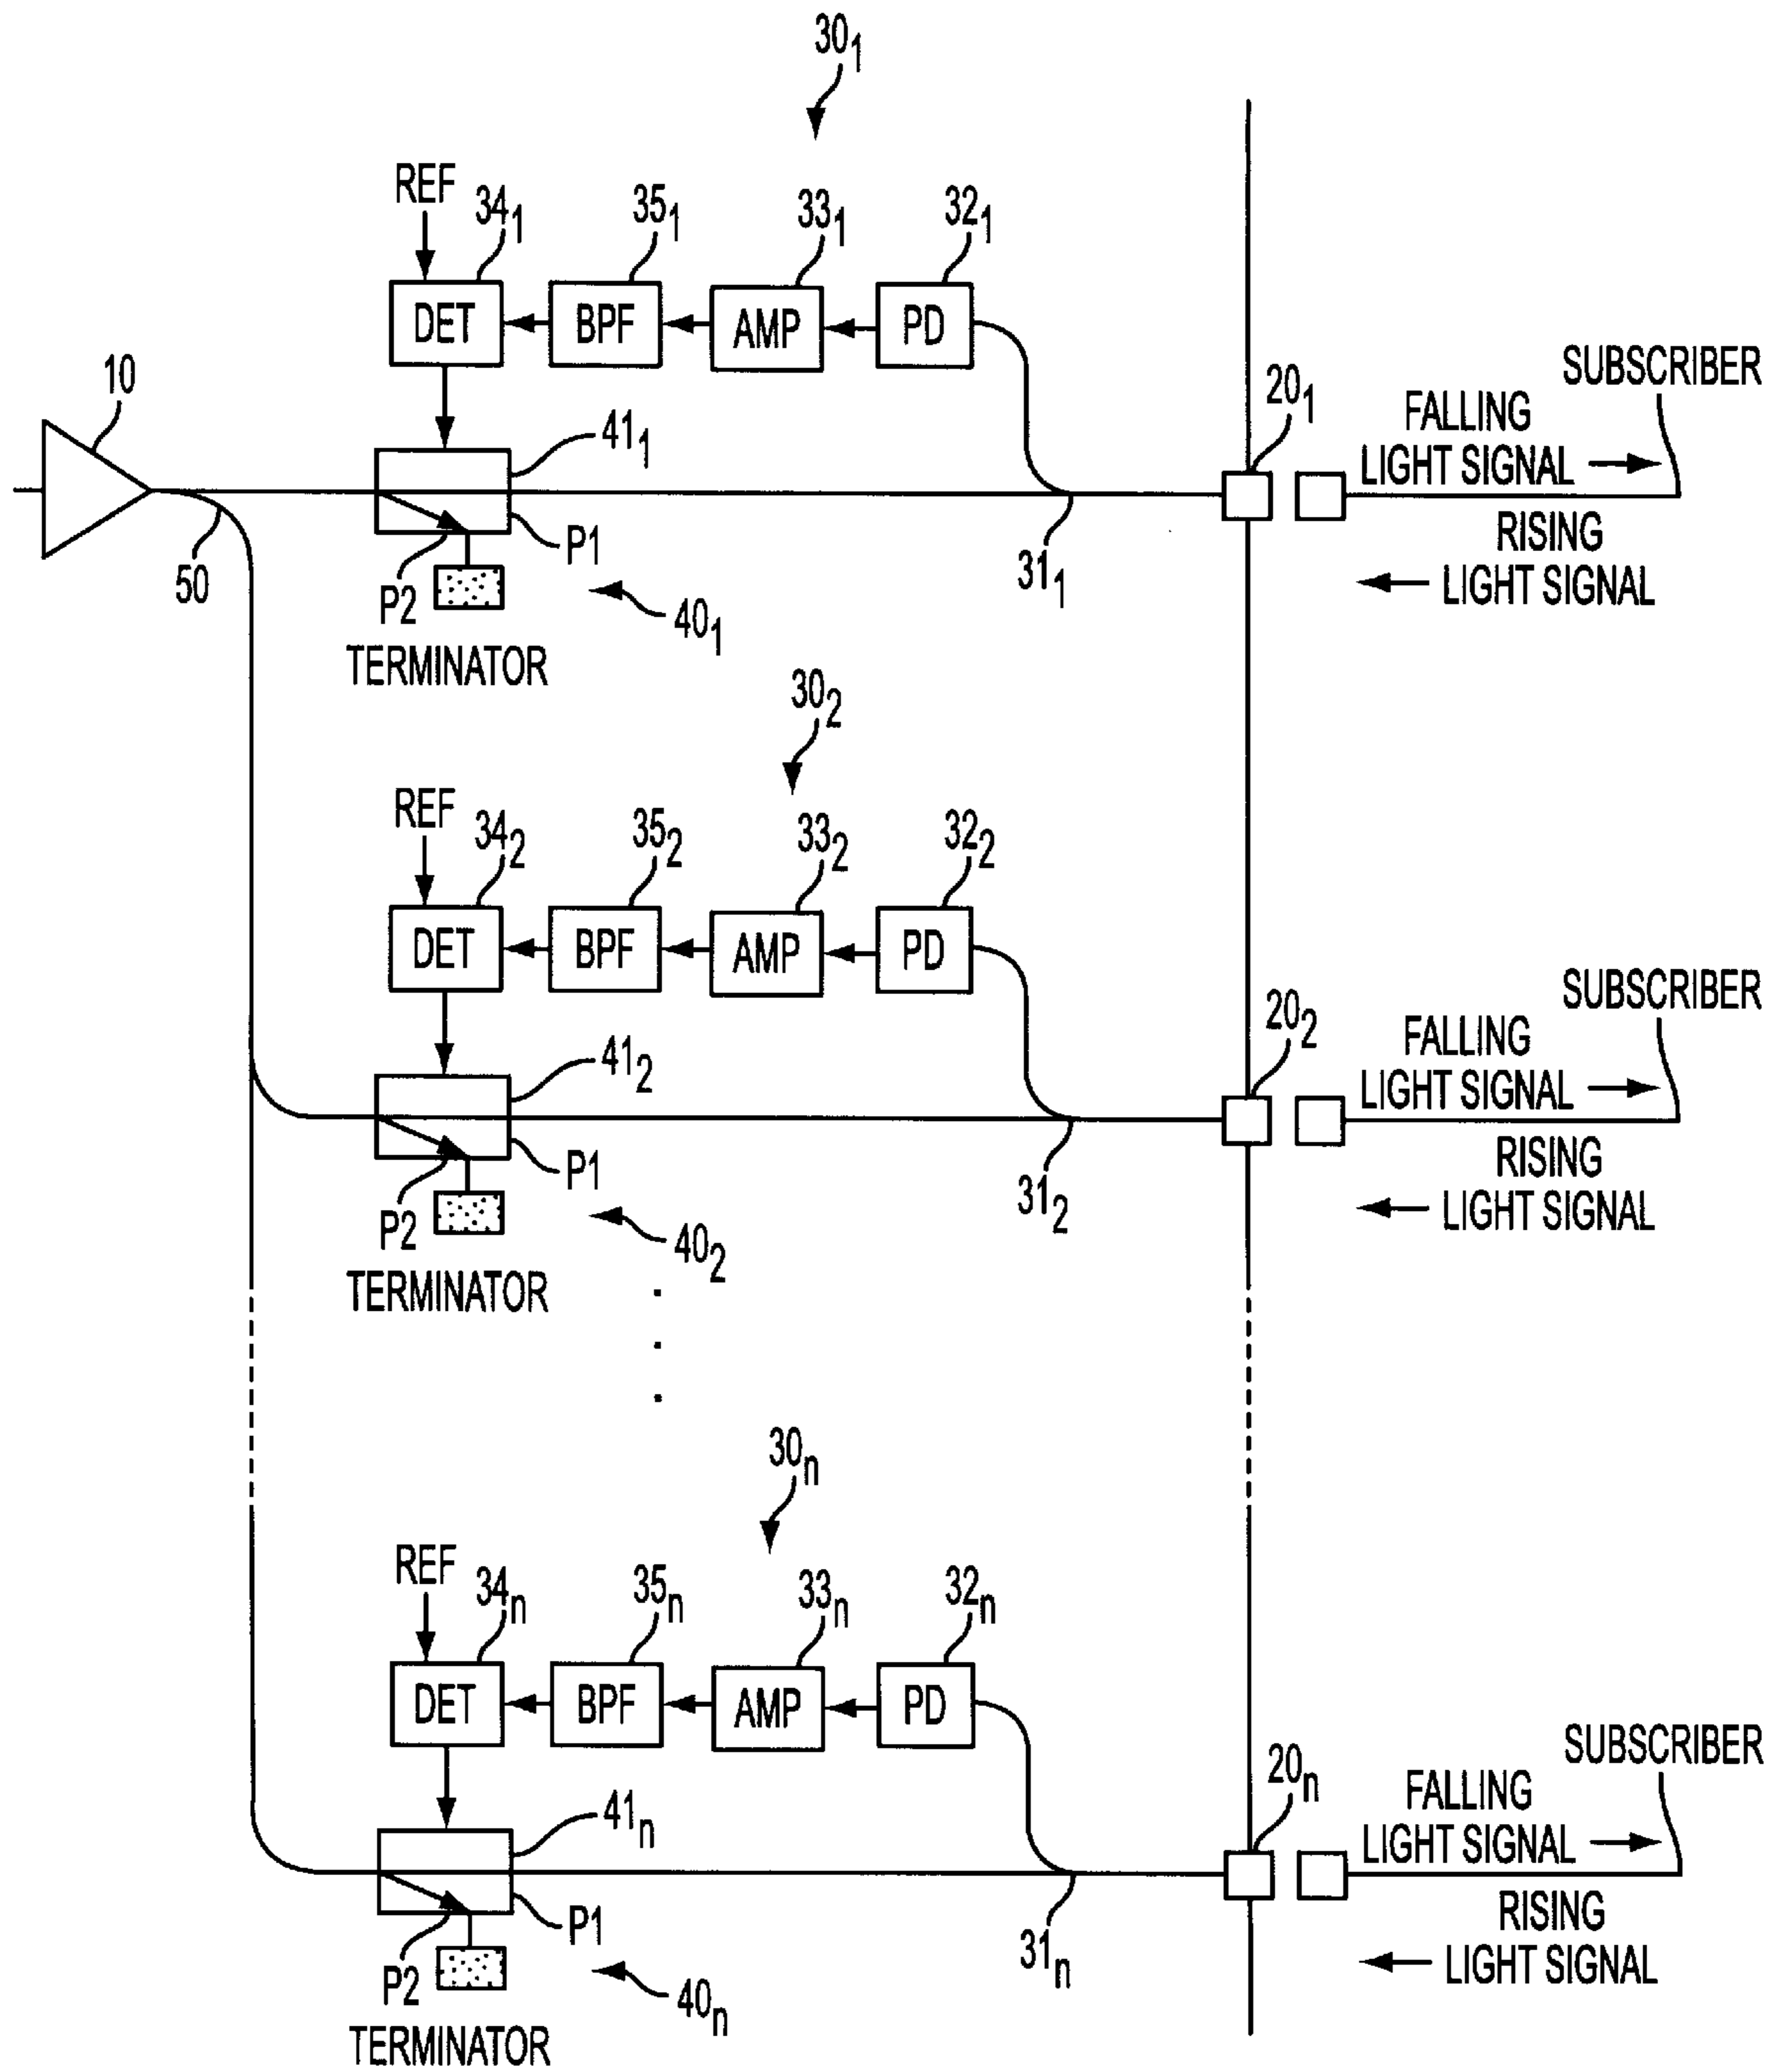 30₁
REF
34₁
35₁
33₁
32₁
DET
BPF
AMP
PD
10
41₁
20₁
SUBSCRIBER
FALLING
LIGHT SIGNAL
RISING
LIGHT SIGNAL
50
P2
P1
31₁
40₁
TERMINATOR
30₂
REF
34₂
35₂
33₂
32₂
DET
BPF
AMP
PD
41₂
20₂
SUBSCRIBER
FALLING
LIGHT SIGNAL
RISING
LIGHT SIGNAL
P2
P1
31₂
40₂
TERMINATOR
30ₙ
REF
34ₙ
35ₙ
33ₙ
32ₙ
DET
BPF
AMP
PD
41ₙ
20ₙ
SUBSCRIBER
FALLING
LIGHT SIGNAL
RISING
LIGHT SIGNAL
P2
P1
31ₙ
40ₙ
TERMINATOR